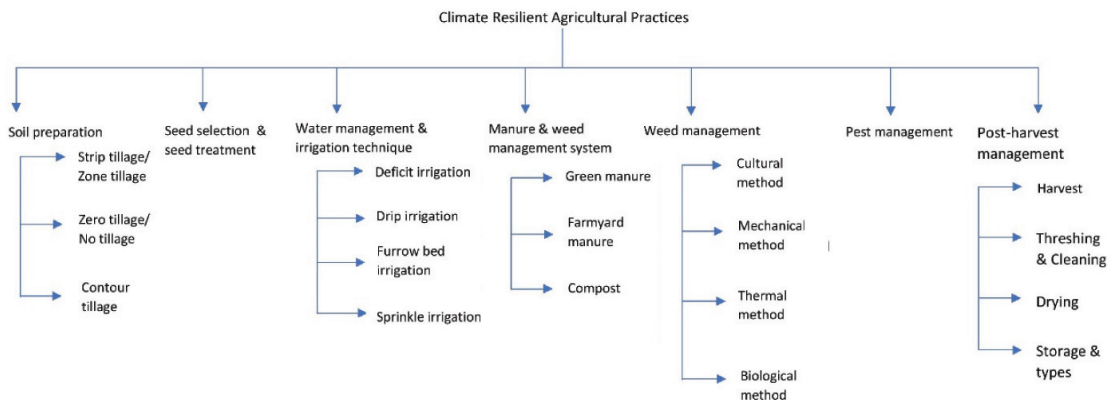 Climate Resilient Agricultural Practices
Soil preparation
Strip tillage/
Zone tillage
Zero tillage/
No tillage
Contour
tillage
Seed selection &
seed treatment
Water management &
irrigation technique
Deficit irrigation
Drip irrigation
Furrow bed
irrigation
Sprinkle irrigation
Manure & weed
management system
Green manure
Farmyard
manure
Compost
Weed management
Cultural
method
Mechanical
method
Thermal
method
Biological
method
Pest management
Post-harvest
management
Harvest
Threshing
& Cleaning
Drying
Storage &
types